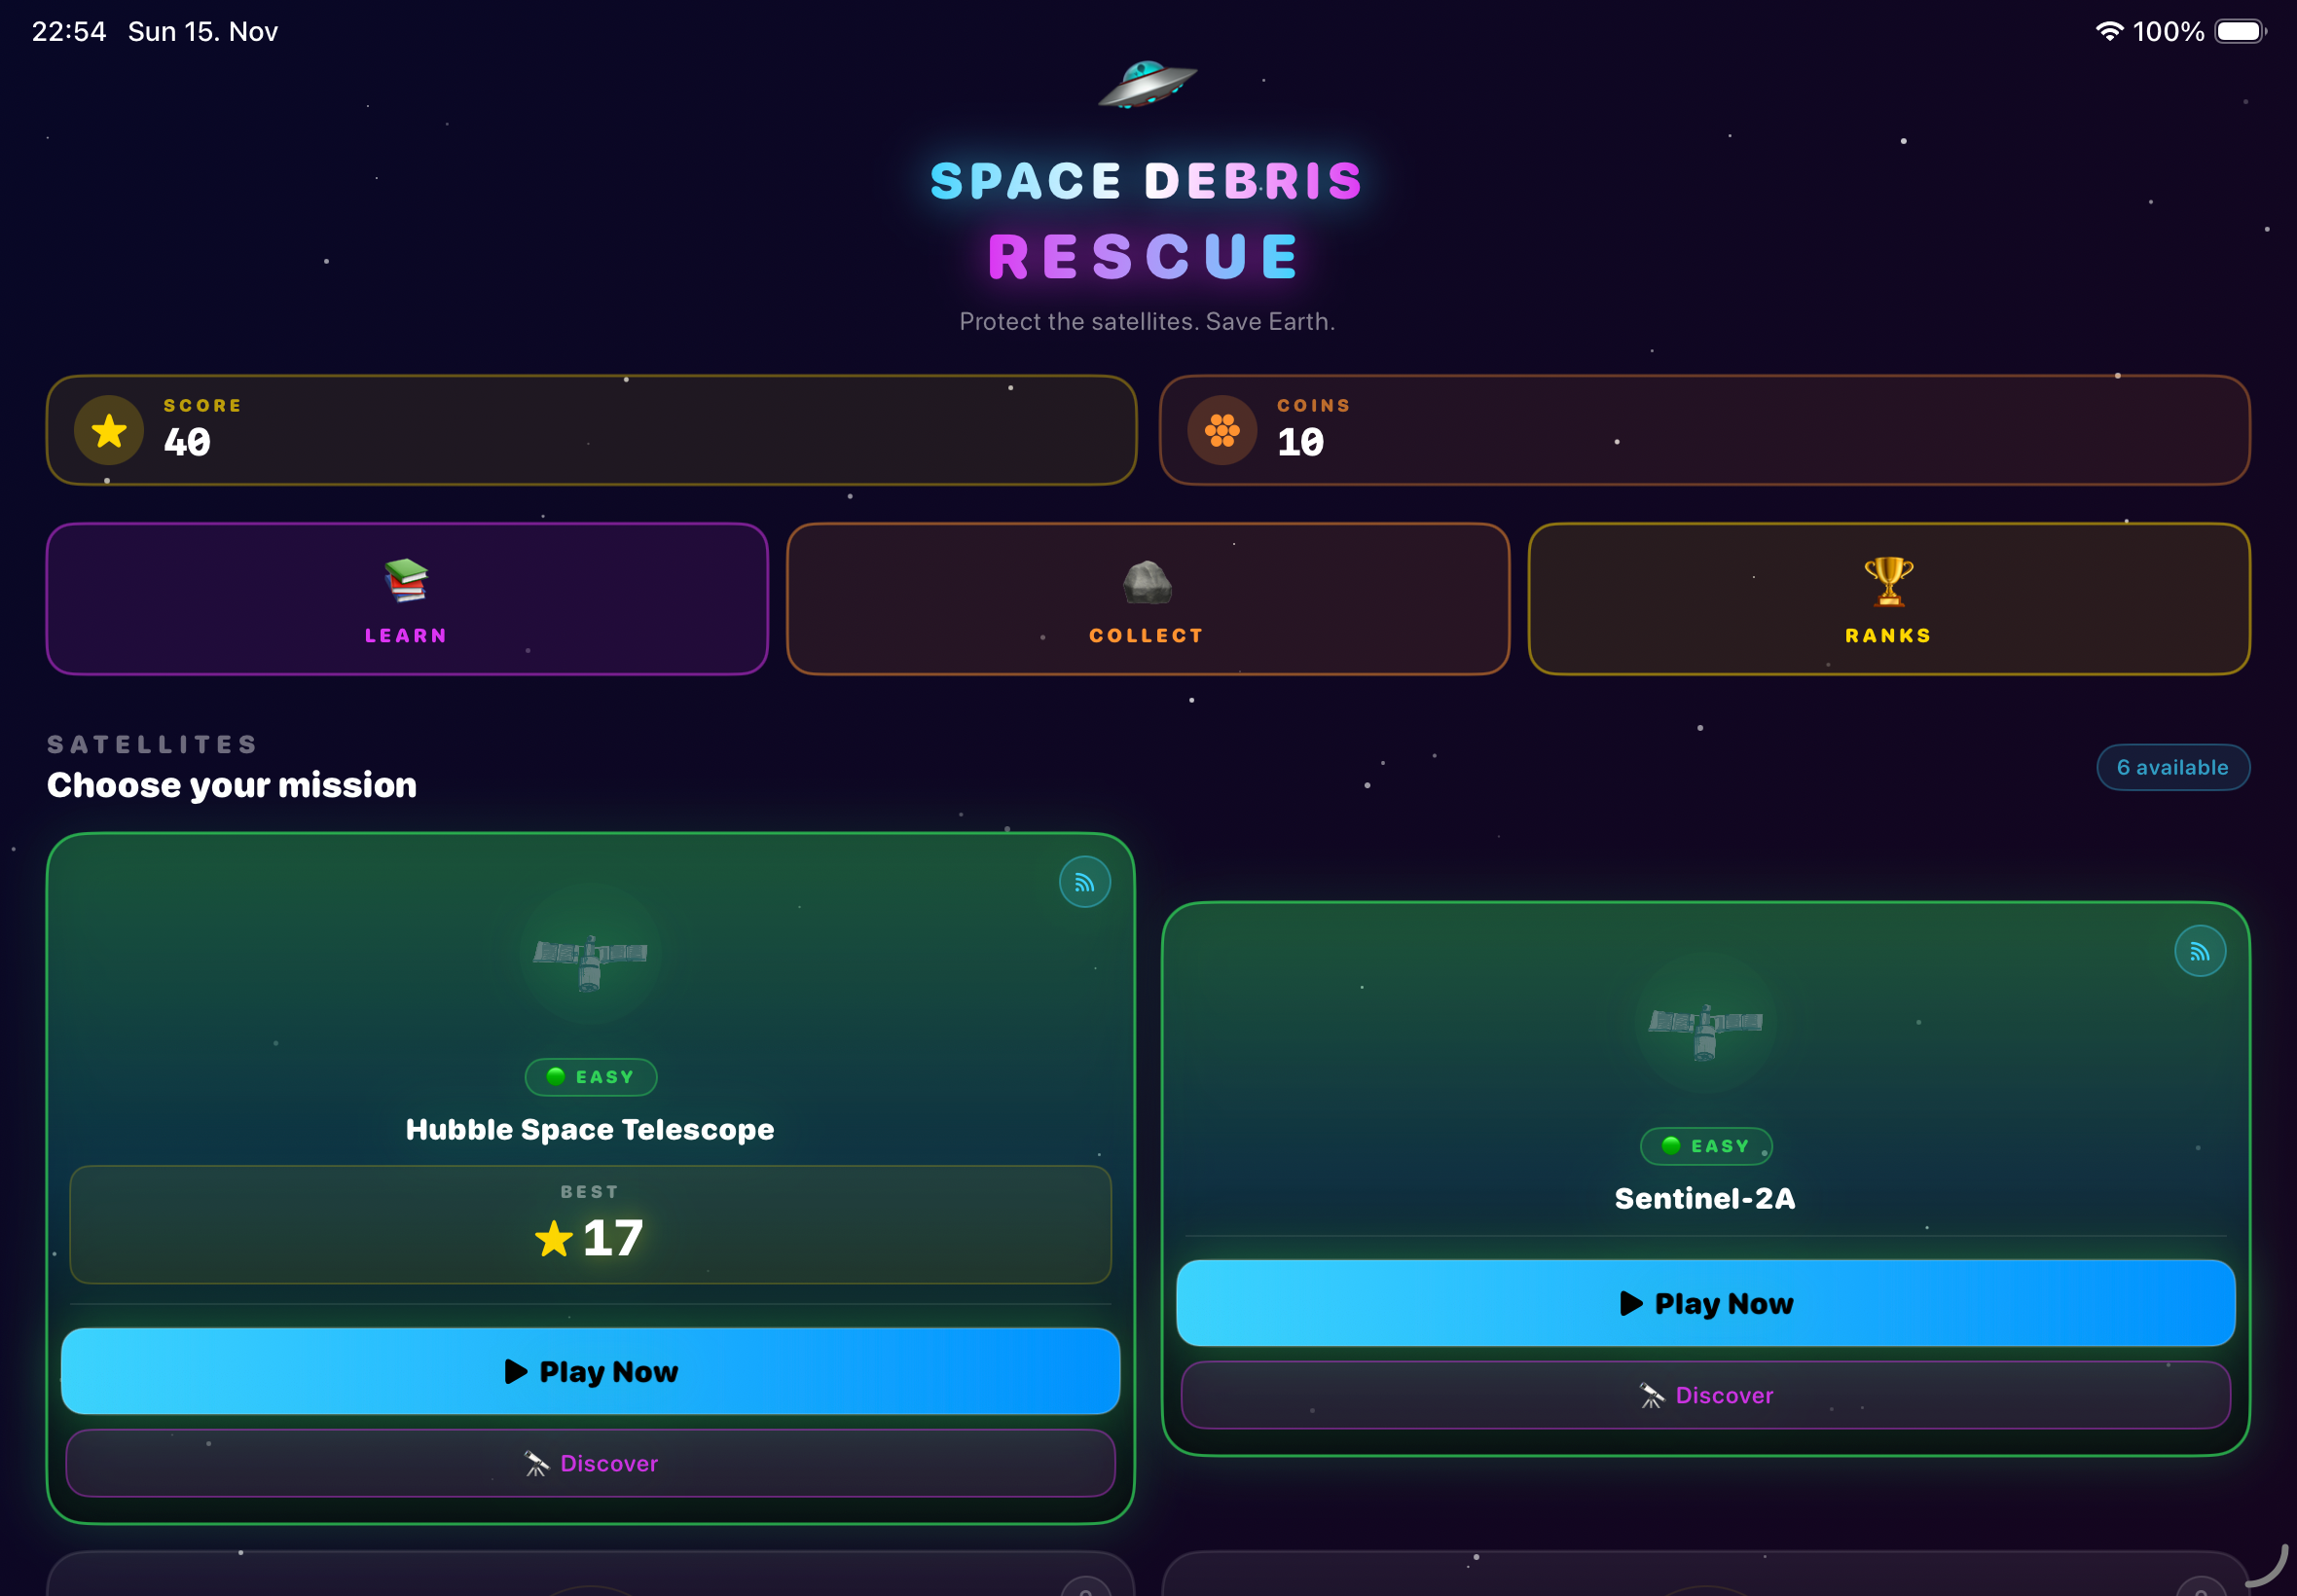 22:54 Sun 15. Nov
100%
SPACE DEBRIS
RESCUE
Protect the satellites. Save Earth.
SCORE
40
COINS
10
LEARN
COLLECT
RANKS
SATELLITES
Choose your mission
6 available
EASY
Hubble Space Telescope
BEST
17
Play Now
Discover
EASY
Sentinel-2A
Play Now
Discover